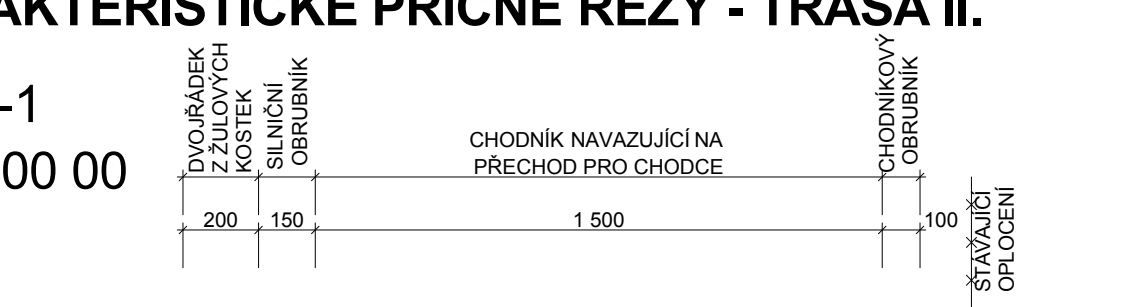 AKTERISTICKÉ PŘÍČNÉ ŘEZY - TRASA II.
-1
00 00
DVOJŘÁDEK
Z ŽULOVÝCH
KOSTEK
SILNIČNÍ
OBRUBNÍK
CHODNÍK NAVAZUJÍCÍ NA
PŘECHOD PRO CHODCE
CHODNÍKOVÝ
OBRUBNÍK
200
150
1 500
100
STÁVAJÍCÍ
OPLOCENÍ